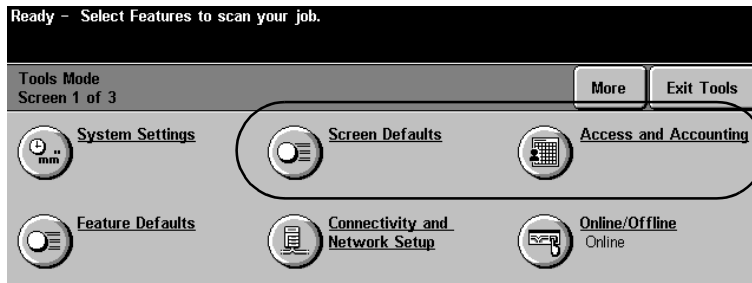 Ready -  Select Features to scan your job.
Tools Mode
Screen 1 of 3
More
Exit Tools
System Settings
mm
Screen Defaults
Access and Accounting
Feature Defaults
Connectivity and
Network Setup
Online/Offline
Online